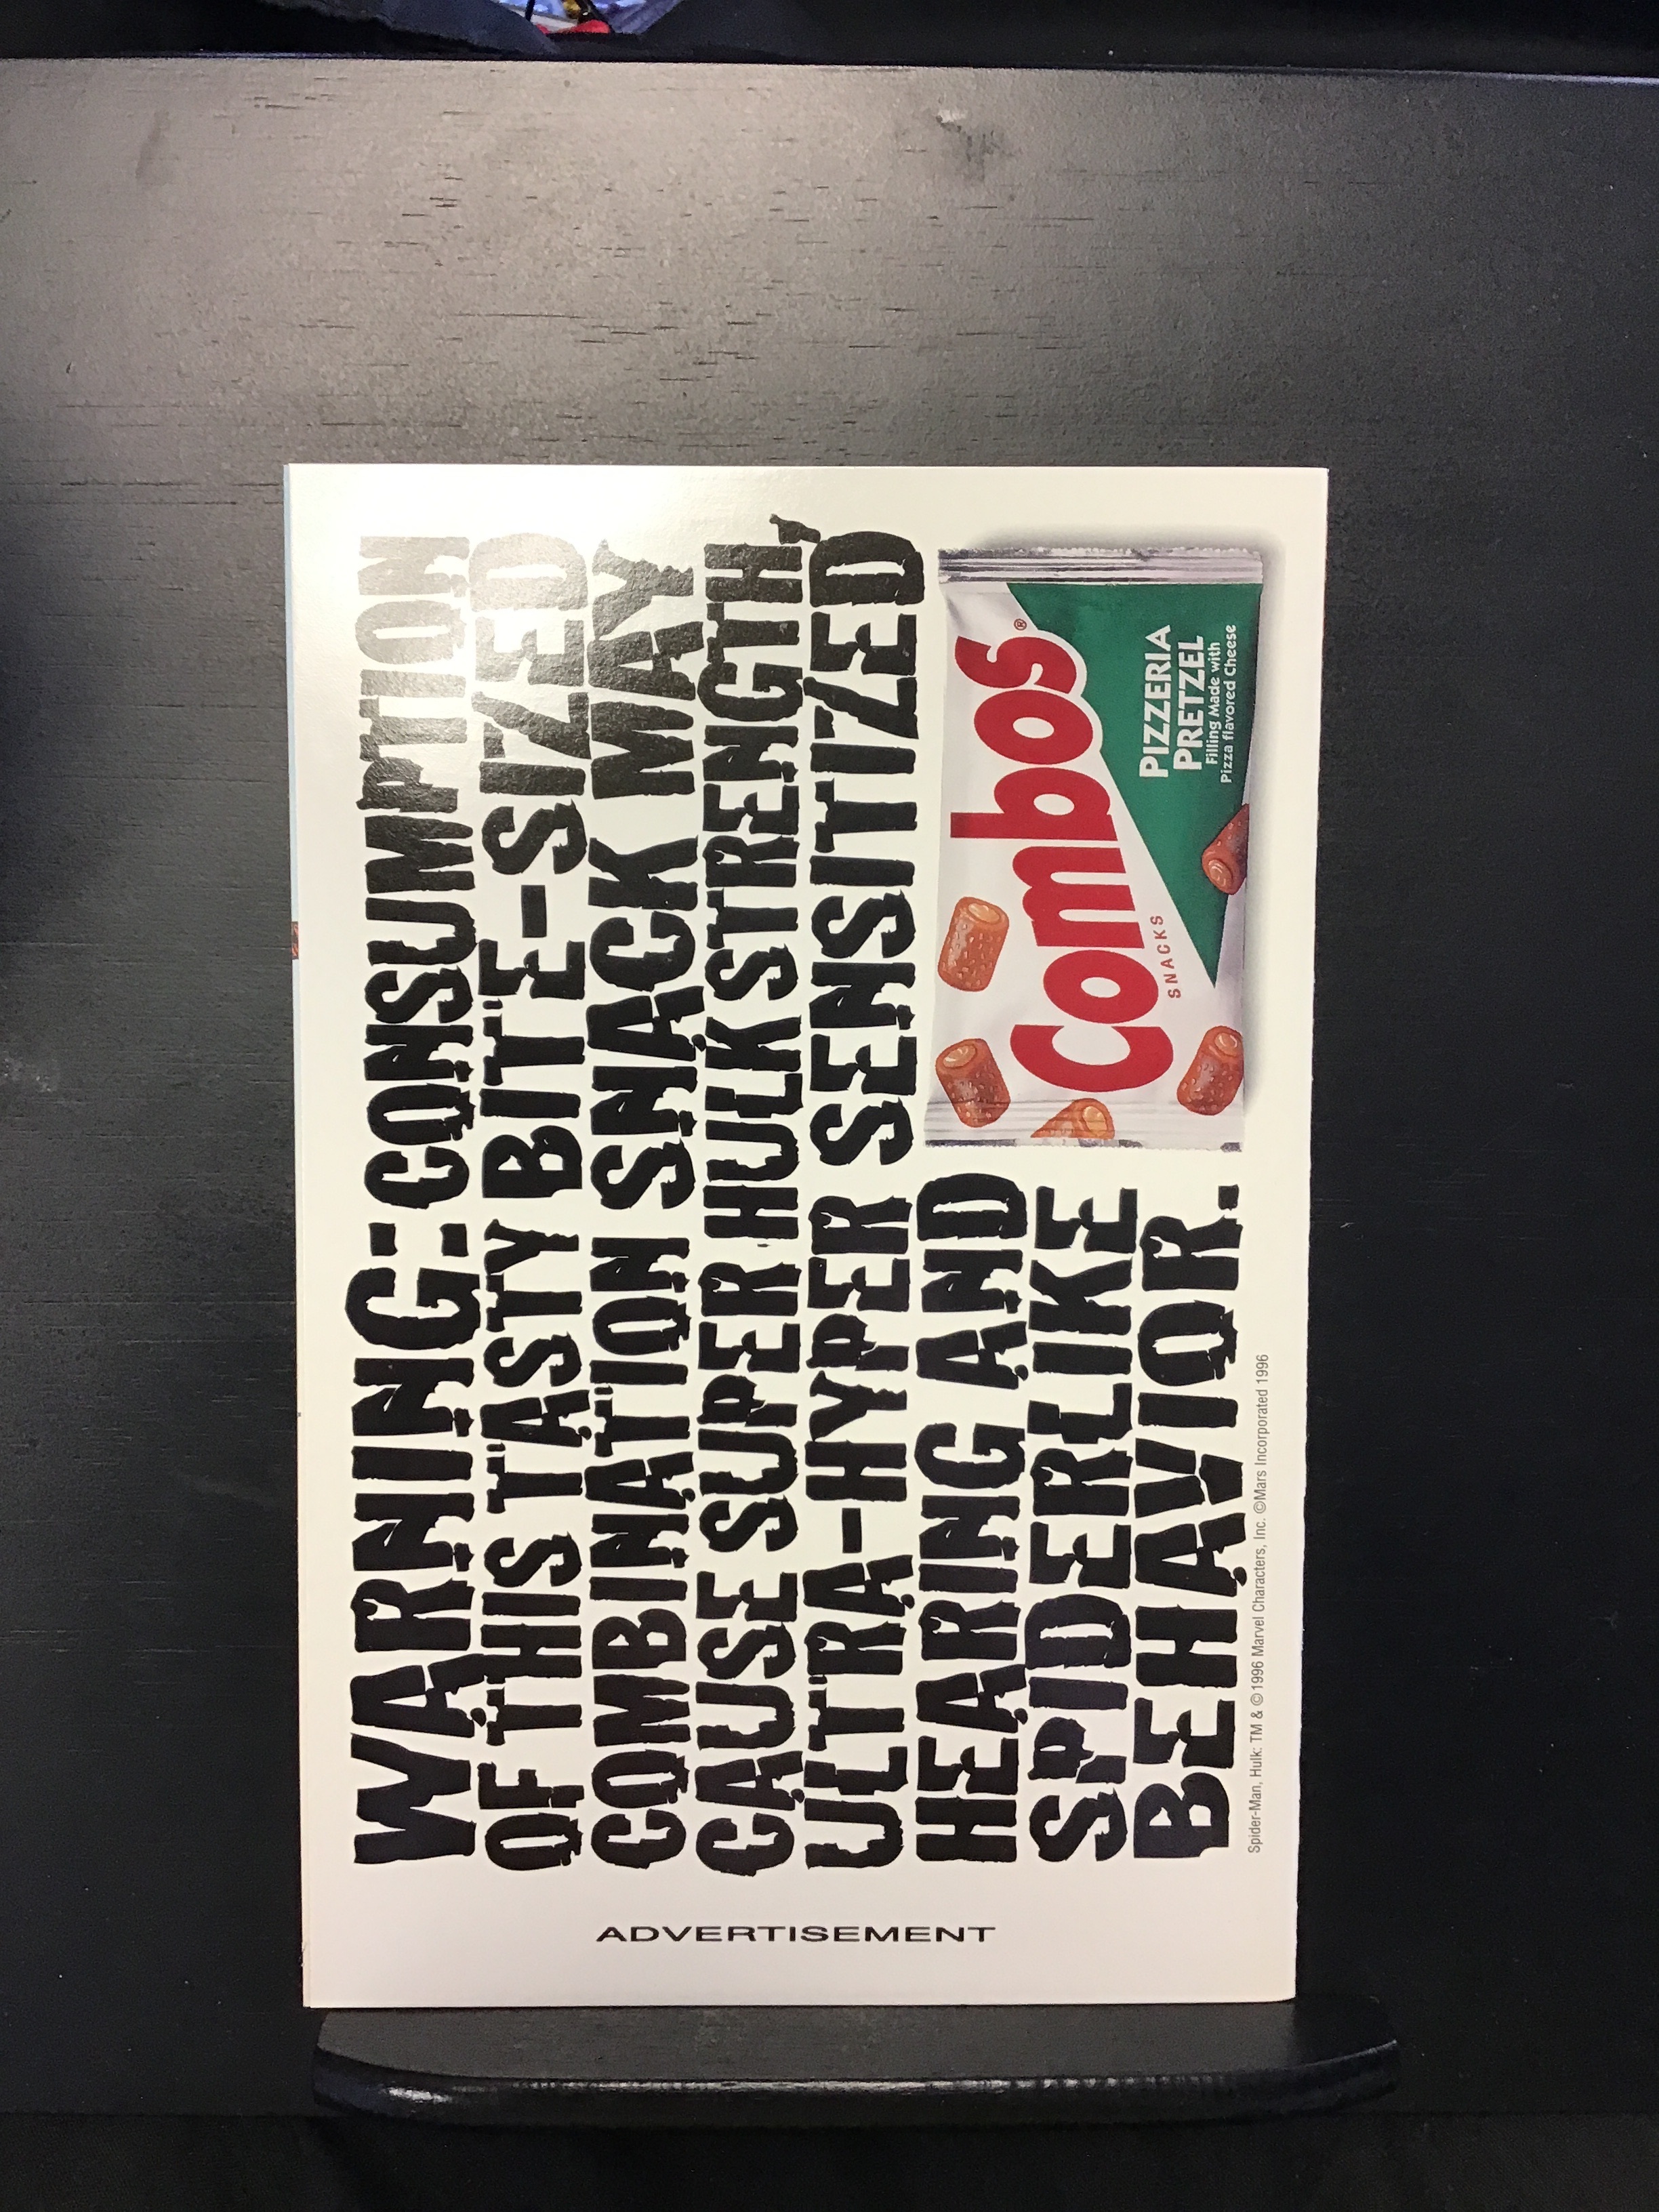 WARNING: CONSUMPTION
OF THIS TASTY BITE-SIZED
COMBINATION SNACK MAY
CAUSE SUPER HULK STRENGTH,
ULTRA-HYPER SENSITIZED
HEARING AND
SPIDERLIKE
BEHAVIOR.
Combos®
SNACKS
PIZZERIA
PRETZEL
Filling Made with
Pizza flavored Cheese
Spider-Man, Hulk: TM & © 1996 Marvel Characters, Inc. ©Mars Incorporated 1996
ADVERTISEMENT